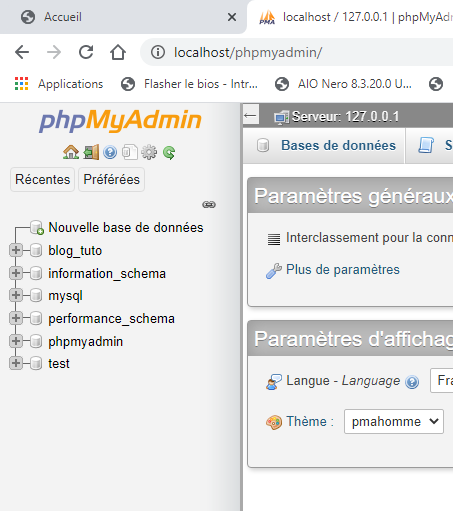 Accueil
localhost / 127.0.0.1 | phpMyAdn
localhost/phpmyadmin/
Applications
Flasher le bios - Intr...
AIO Nero 8.3.20.0 U...
phpMyAdmin
Récentes
Préférées
Nouvelle base de données
blog_tuto
information_schema
mysql
performance_schema
phpmyadmin
test
Serveur: 127.0.0.1
Bases de données
S
Paramètres généraux
Interclassement pour la conn
Plus de paramètres
Paramètres d'affichag
Langue - Language
Fra
Thème :
pmahomme